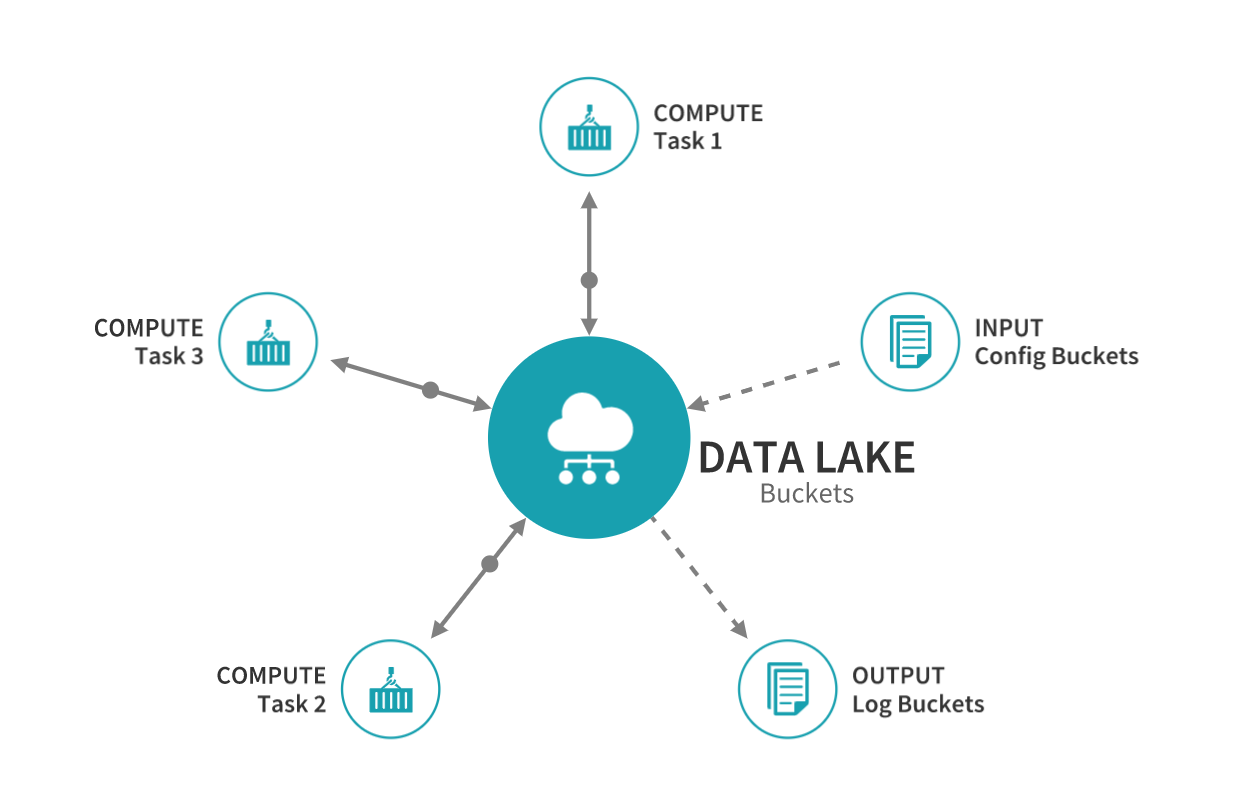 COMPUTE
Task 1
COMPUTE
Task 3
INPUT
Config Buckets
DATA LAKE
Buckets
COMPUTE
Task 2
OUTPUT
Log Buckets